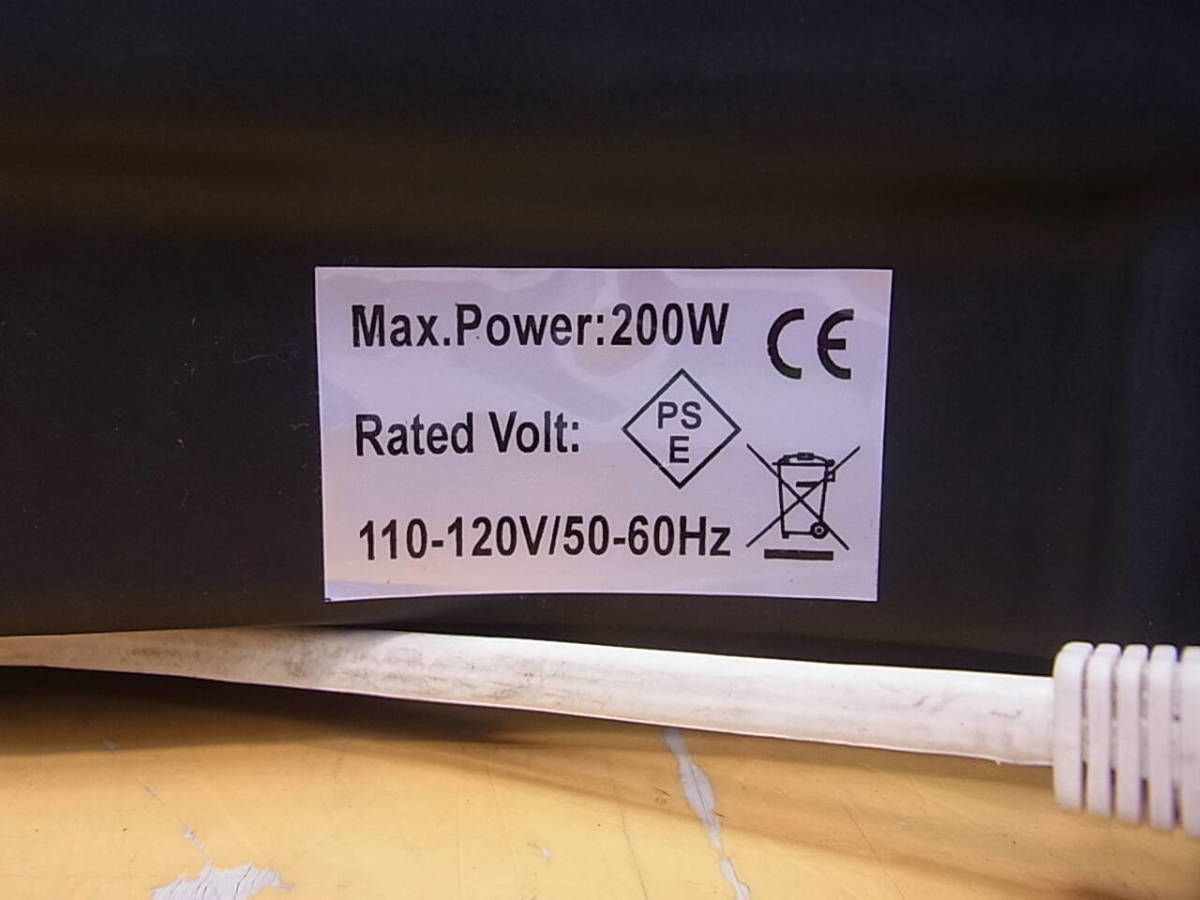 Max.Power:200W CE
Rated Volt:
PS
E
110-120V/50-60Hz